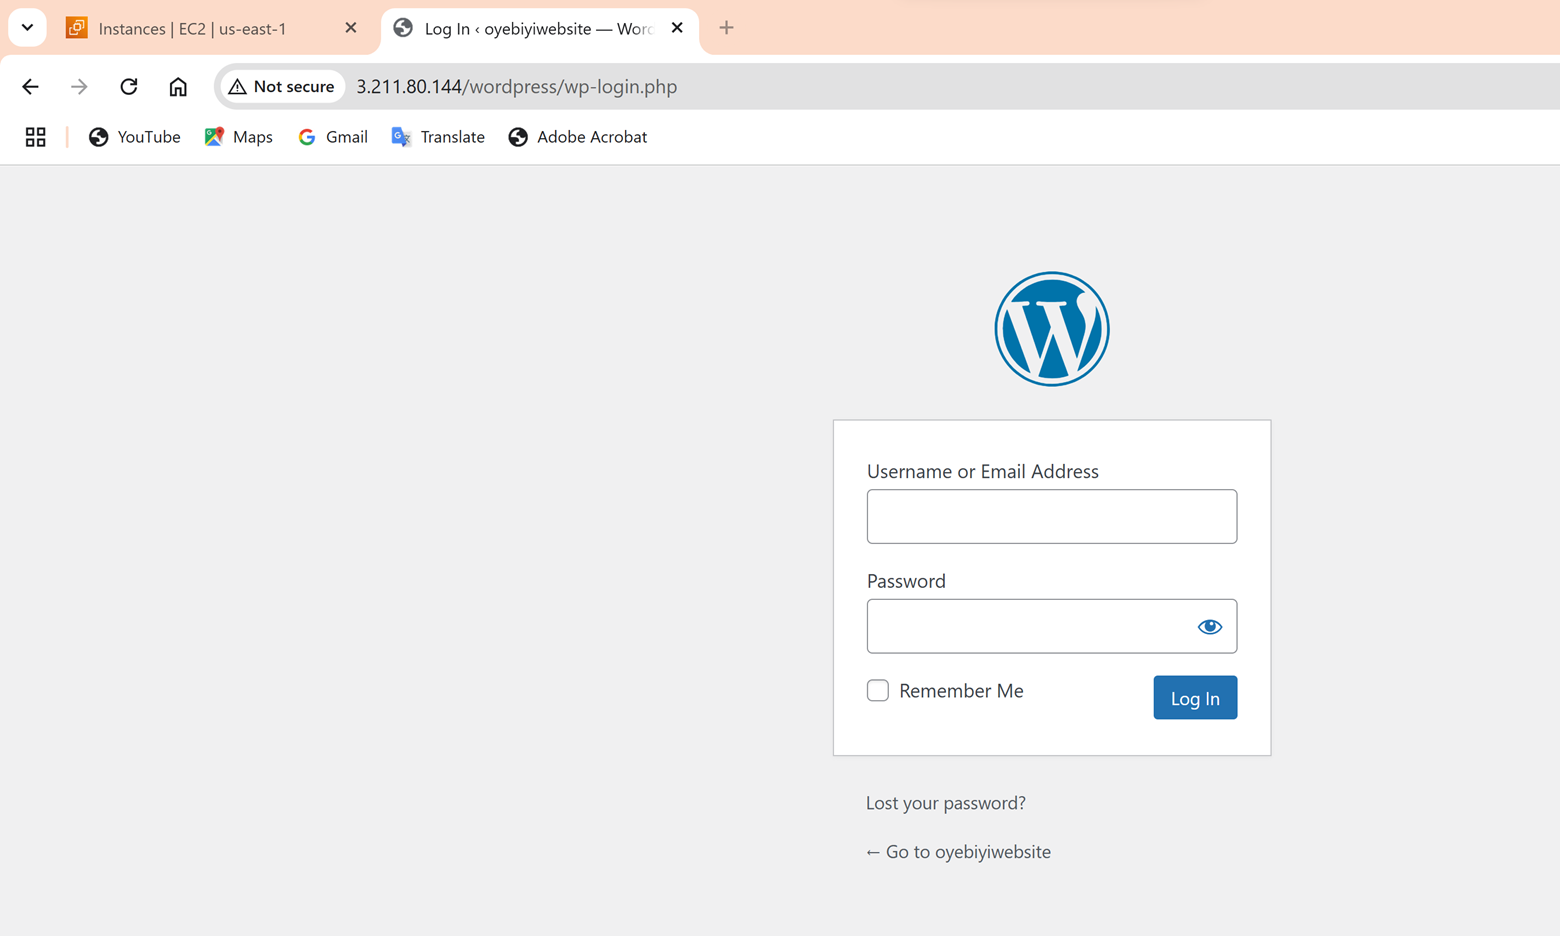 Instances | EC2 | us-east-1
Log In ‹ oyebiyiwebsite — Word
Not secure
3.211.80.144/wordpress/wp-login.php
YouTube
Maps
Gmail
Translate
Adobe Acrobat
Username or Email Address
Password
Remember Me
Log In
Lost your password?
← Go to oyebiyiwebsite